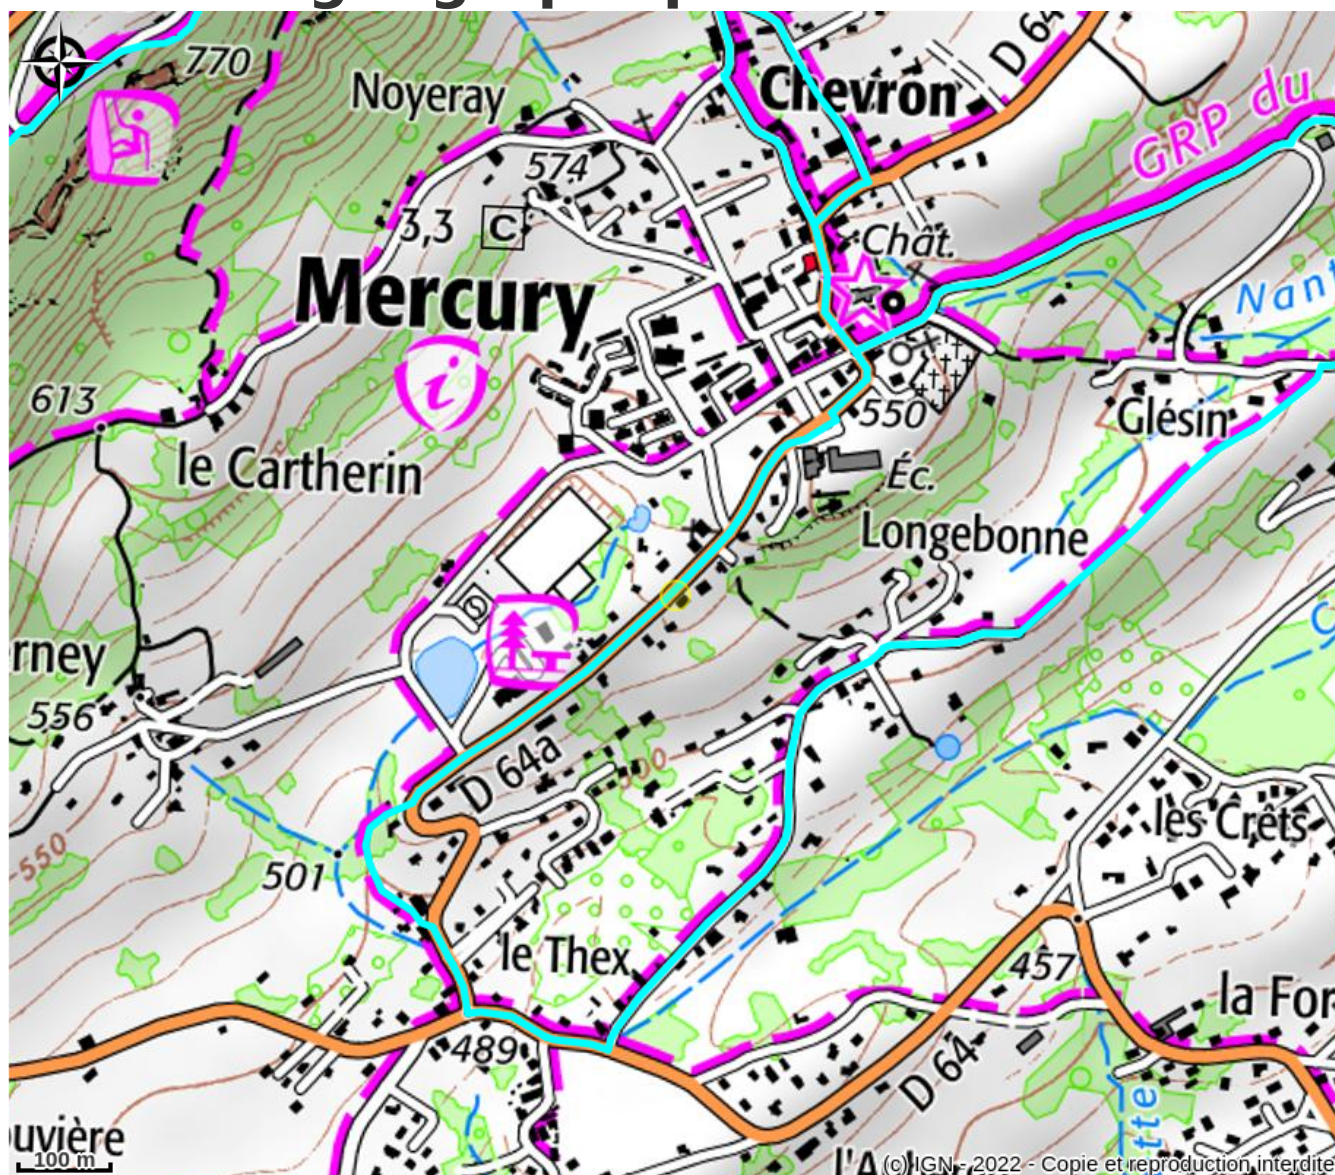 770
Noyeray
Chevron
D 64
GRP du
574
3,3
C
Chât.
Mercury
Nant
i
613
550
Glésin
le Cartherin
Éc.
Longebonne
rney
556
D 64a
les Crêts
550
501
le Thex
457
la For
489
D 64
uvière
100 m
(c) IGN - 2022 - Copie et reproduction interdite